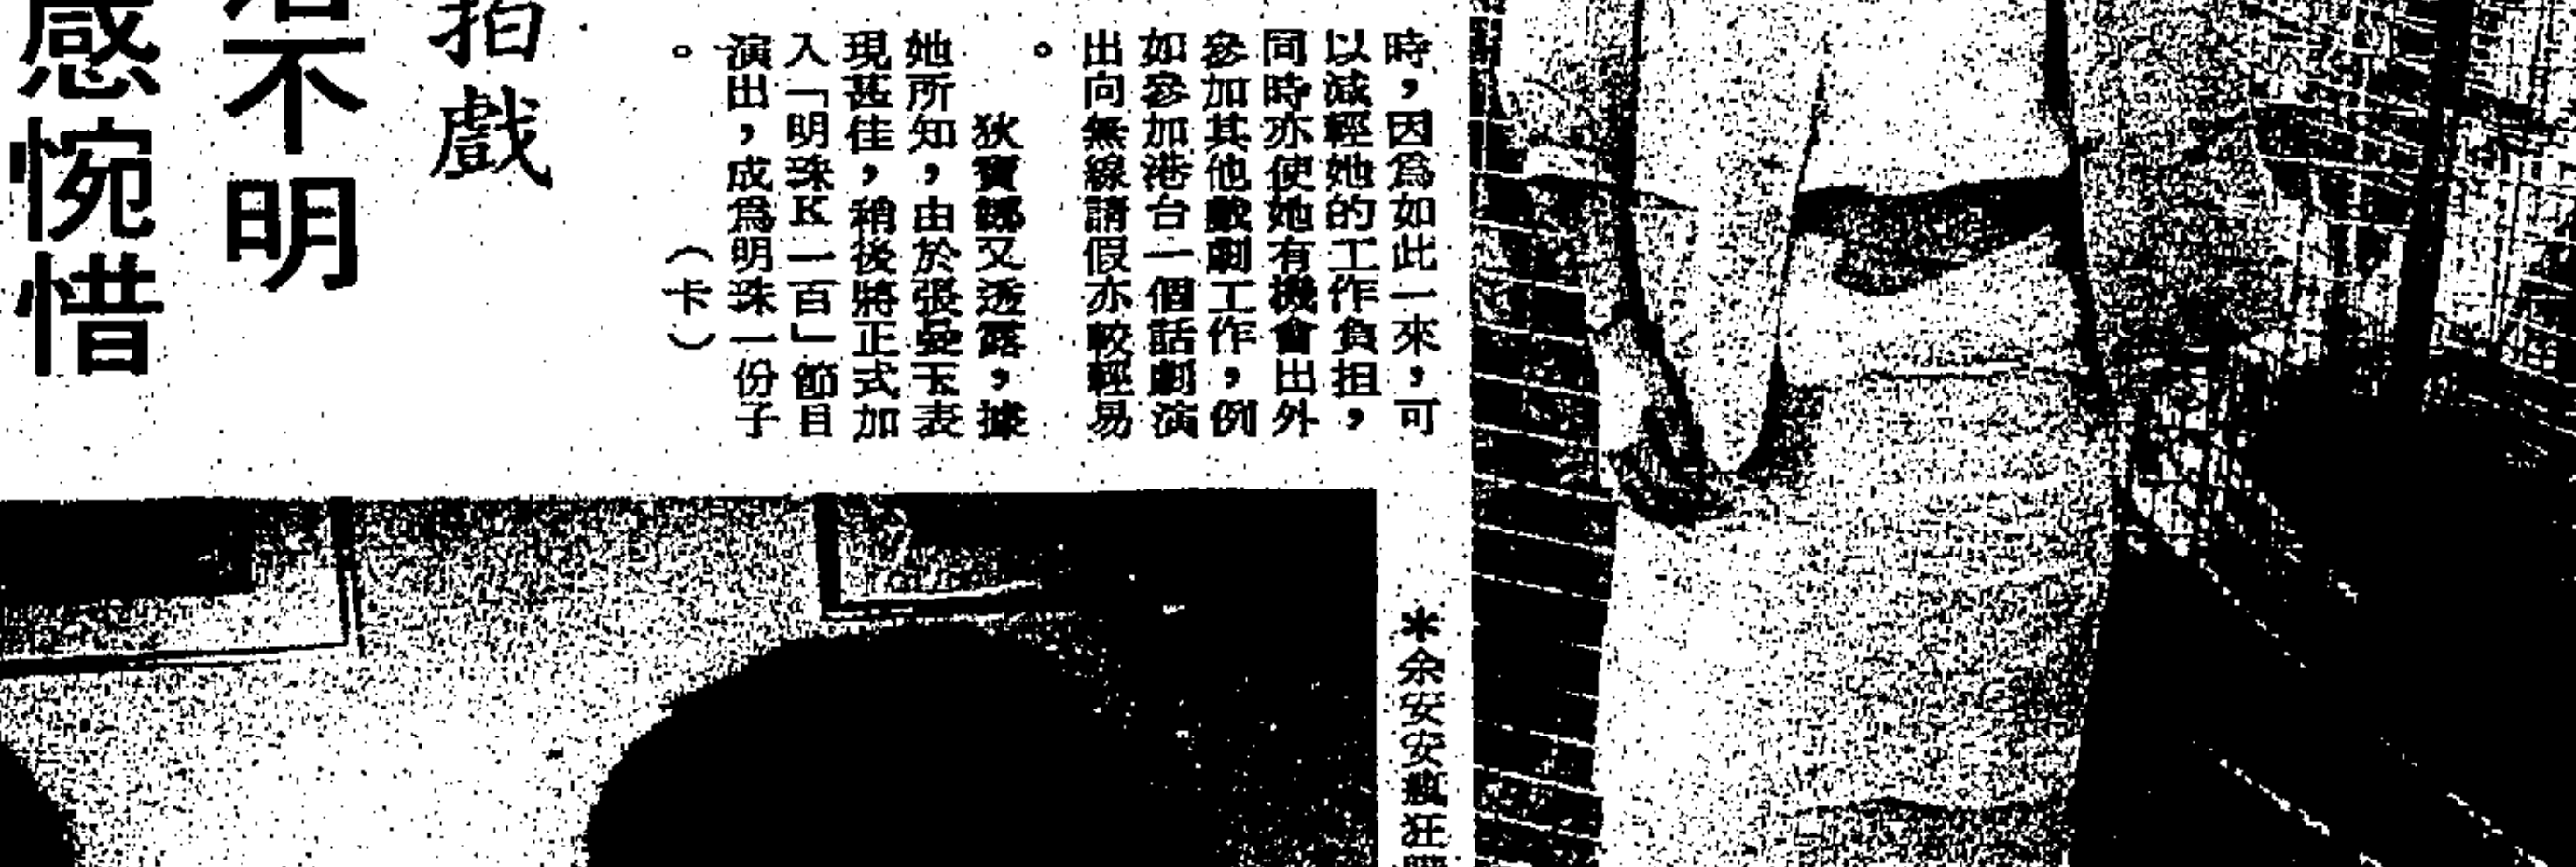 時，因為如此一來，可
以減輕她的工作負担，
同時亦使她有機會出外
參加其他戲劇工作，例
如參加港台一個話劇演
出向無線請假亦較輕易
。
狄寶娜又透露，據
她所知，由於張曼玉表
現甚佳，稍後將正式加
入「明珠K一百」節目
演出，成為明珠一份子
。
（卡）
拍戲
不明
感惋惜
＊余安安瘋狂